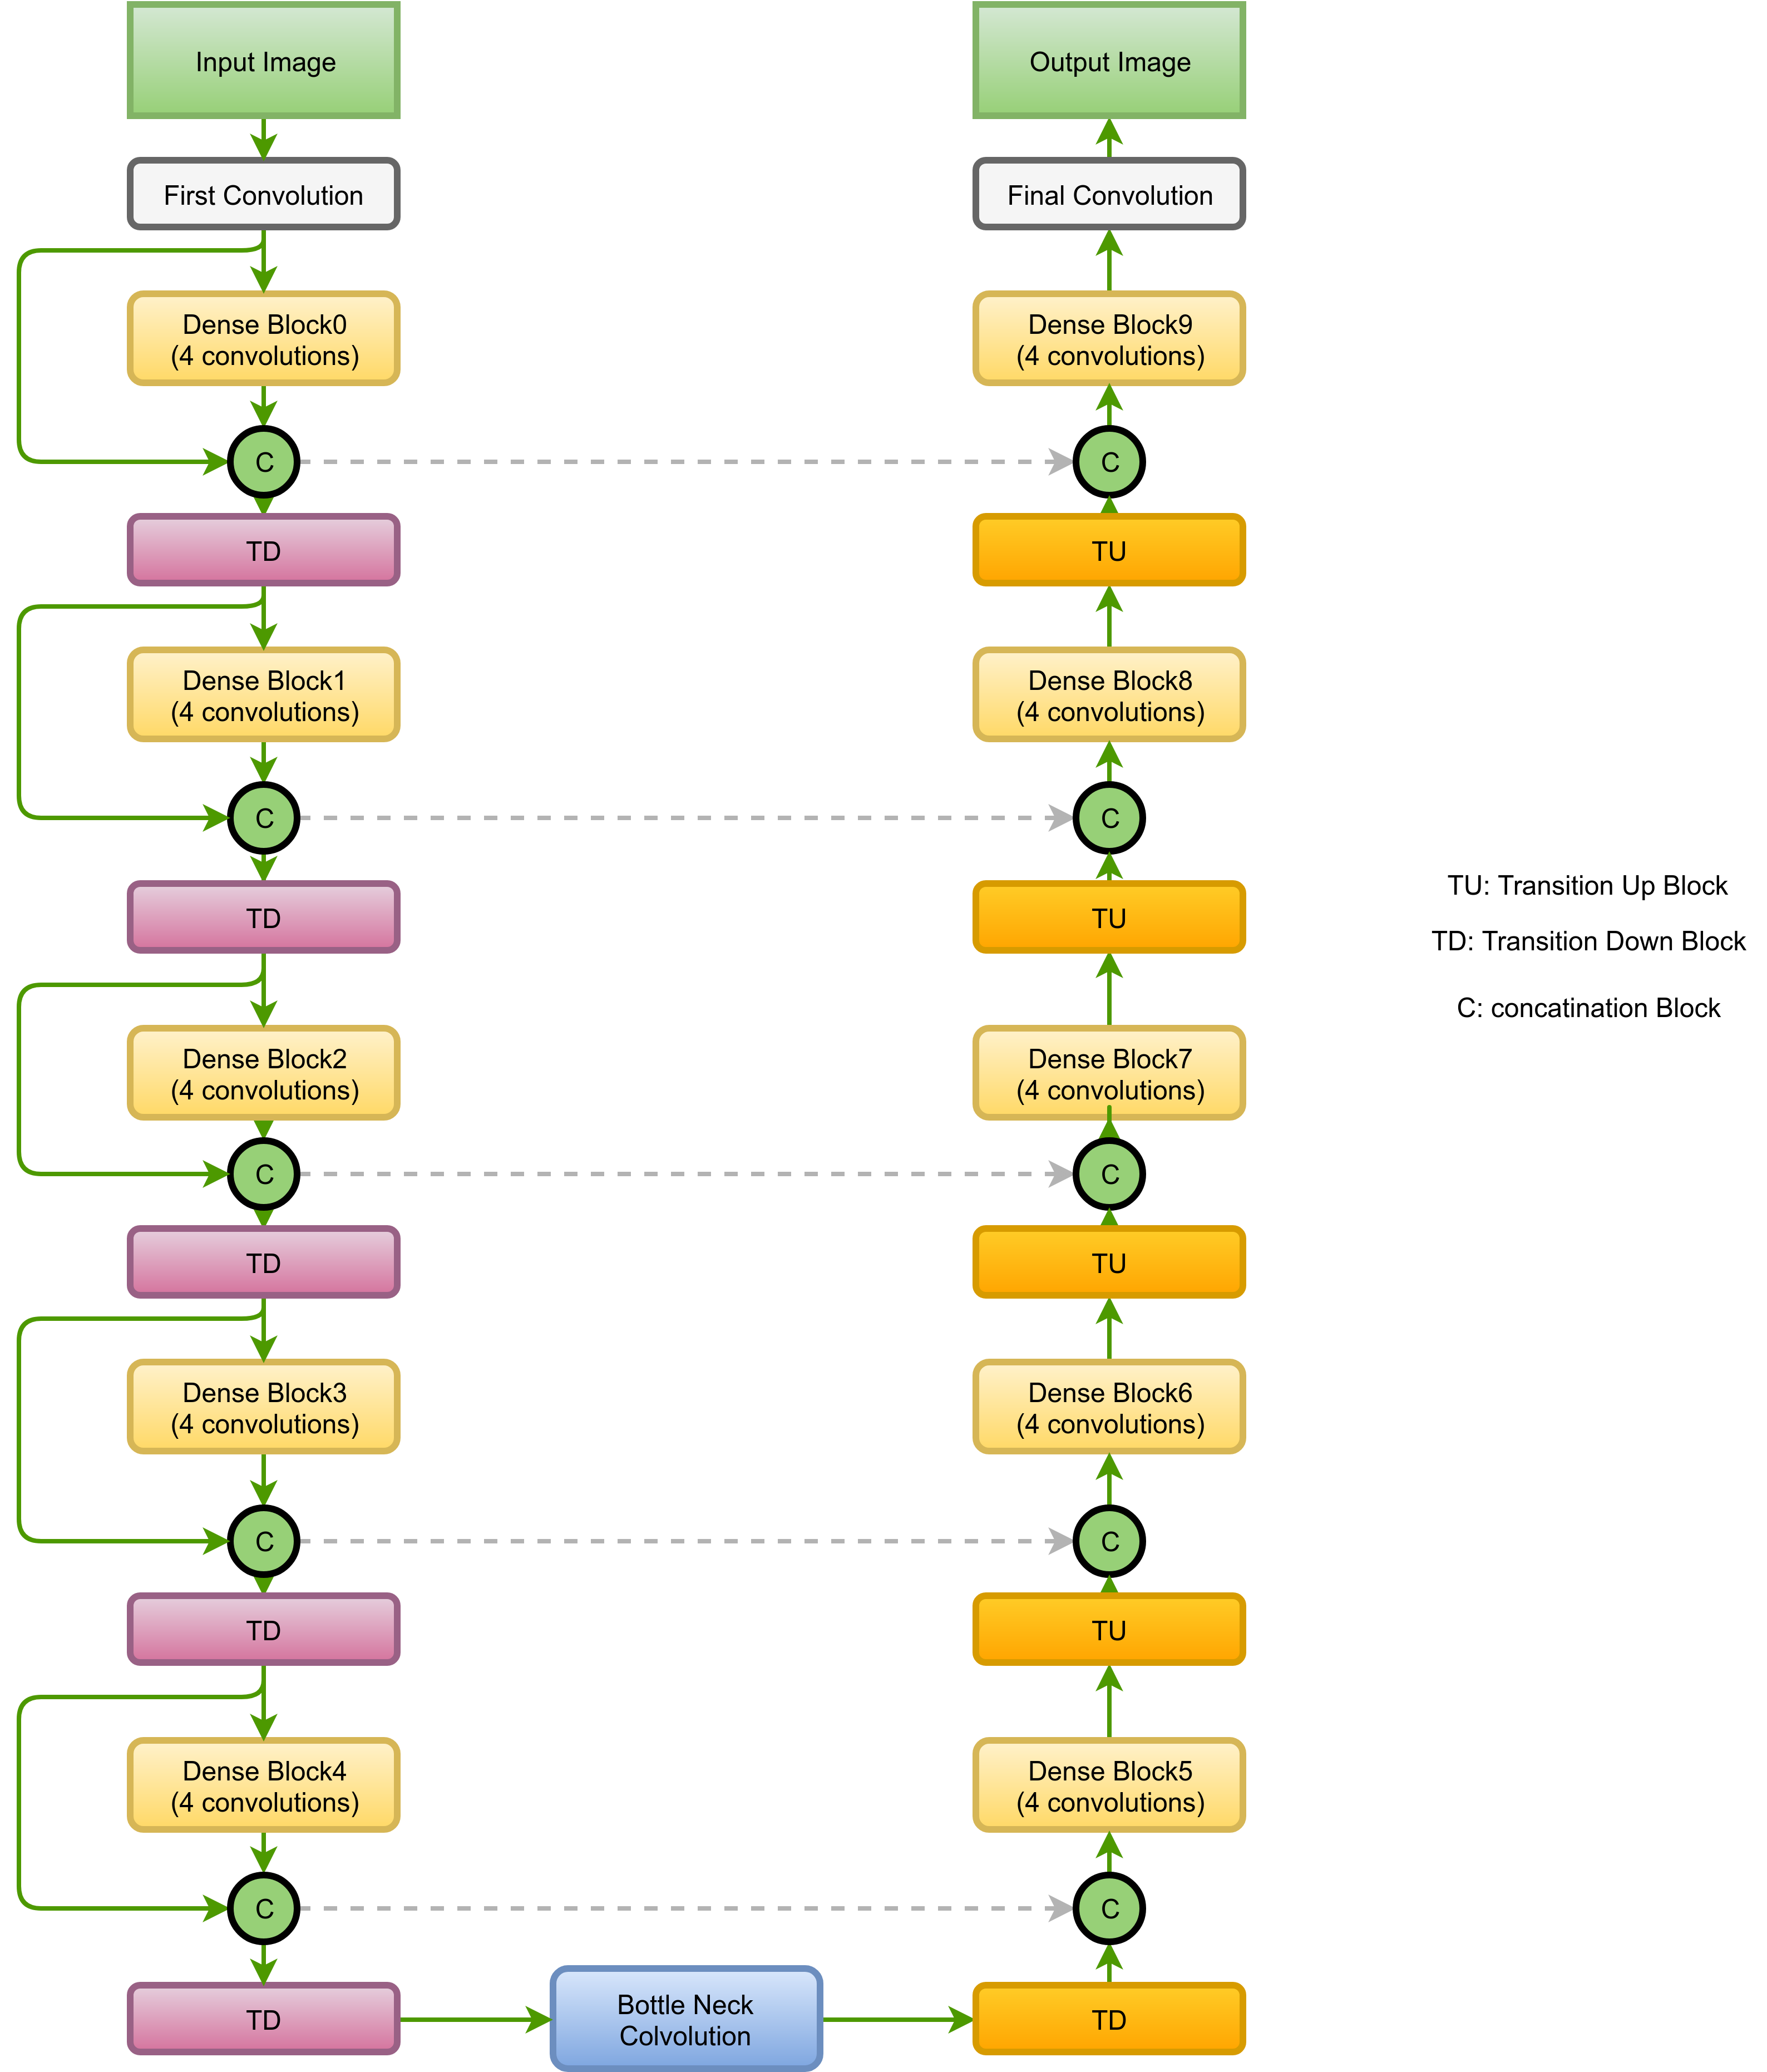 Input Image
First Convolution
Dense Block0
(4 convolutions)
C
TD
Dense Block1
(4 convolutions)
C
TD
Dense Block2
(4 convolutions)
C
TD
Dense Block3
(4 convolutions)
C
TD
Dense Block4
(4 convolutions)
C
TD
Bottle Neck
Colvolution
Output Image
Final Convolution
Dense Block9
(4 convolutions)
C
TU
Dense Block8
(4 convolutions)
C
TU
Dense Block7
(4 convolutions)
C
TU
Dense Block6
(4 convolutions)
C
TU
Dense Block5
(4 convolutions)
C
TD
TU: Transition Up Block
TD: Transition Down Block
C: concatination Block